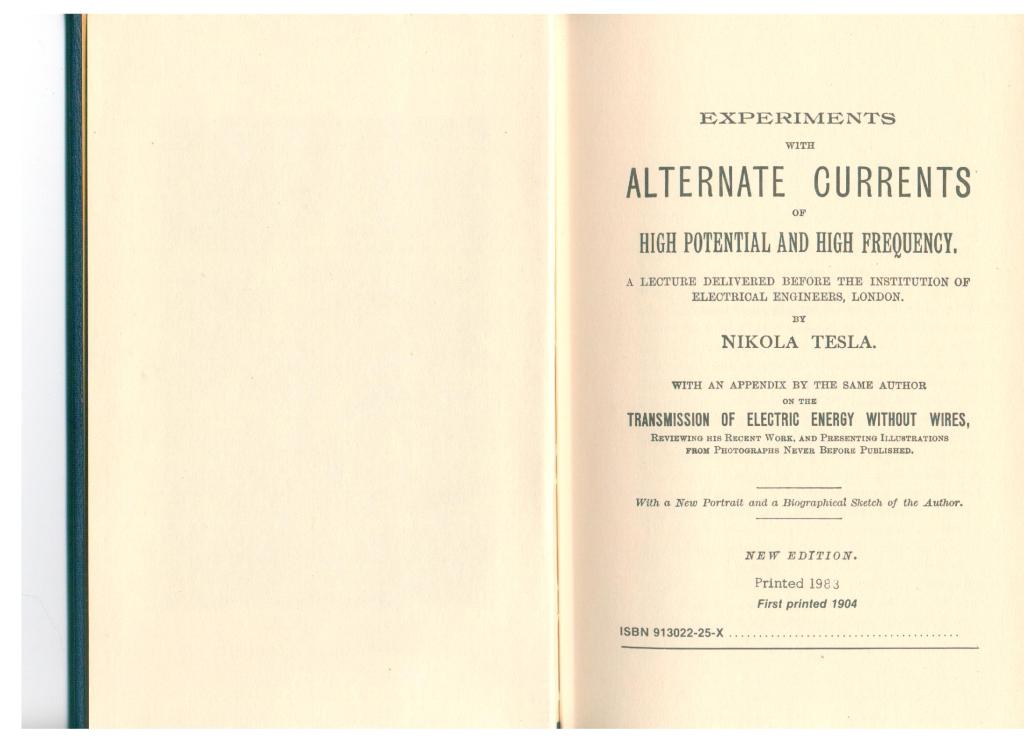 EXPERIMENTS
WITH
ALTERNATE CURRENTS
OF
HIGH POTENTIAL AND HIGH FREQUENCY.
A LECTURE DELIVERED BEFORE THE INSTITUTION OF
ELECTRICAL ENGINEERS, LONDON.
BY
NIKOLA TESLA.
WITH AN APPENDIX BY THE SAME AUTHOR
ON THE
TRANSMISSION OF ELECTRIC ENERGY WITHOUT WIRES,
REVIEWING HIS RECENT WORK, AND PRESENTING ILLUSTRATIONS
FROM PHOTOGRAPHS NEVER BEFORE PUBLISHED.
With a New Portrait and a Biographical Sketch of the Author.
NEW EDITION.
Printed 1983
First printed 1904
ISBN 913022-25-X ......................................